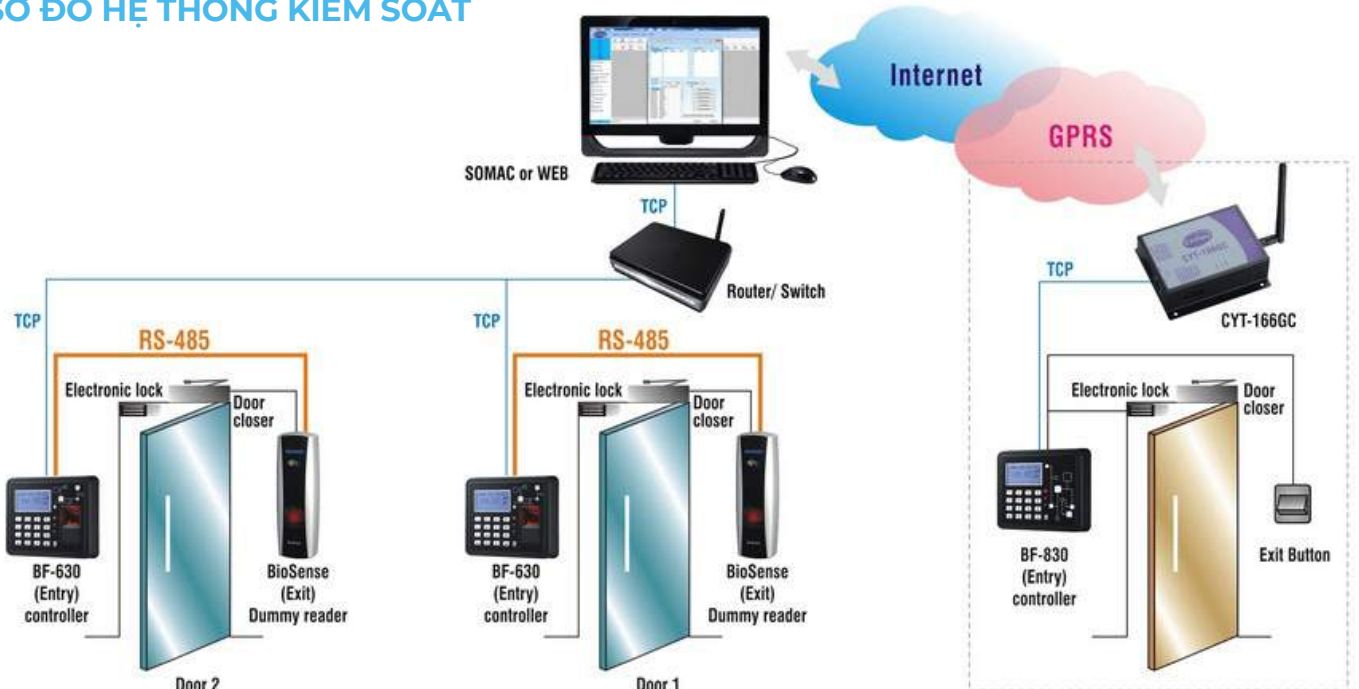 SƠ ĐỒ HỆ THỐNG KIỂM SOÁT
Internet
GPRS
SOMAC or WEB
TCP
Router/ Switch
TCP
CYT-166GC
CYT-166GC
TCP
RS-485
Electronic lock
Door
closer
BF-630
(Entry)
controller
BioSense
(Exit)
Dummy reader
Door 2
TCP
RS-485
Electronic lock
Door
closer
BF-630
(Entry)
controller
BioSense
(Exit)
Dummy reader
Door 1
Electronic lock
Door
closer
BF-830
(Entry)
controller
Exit Button